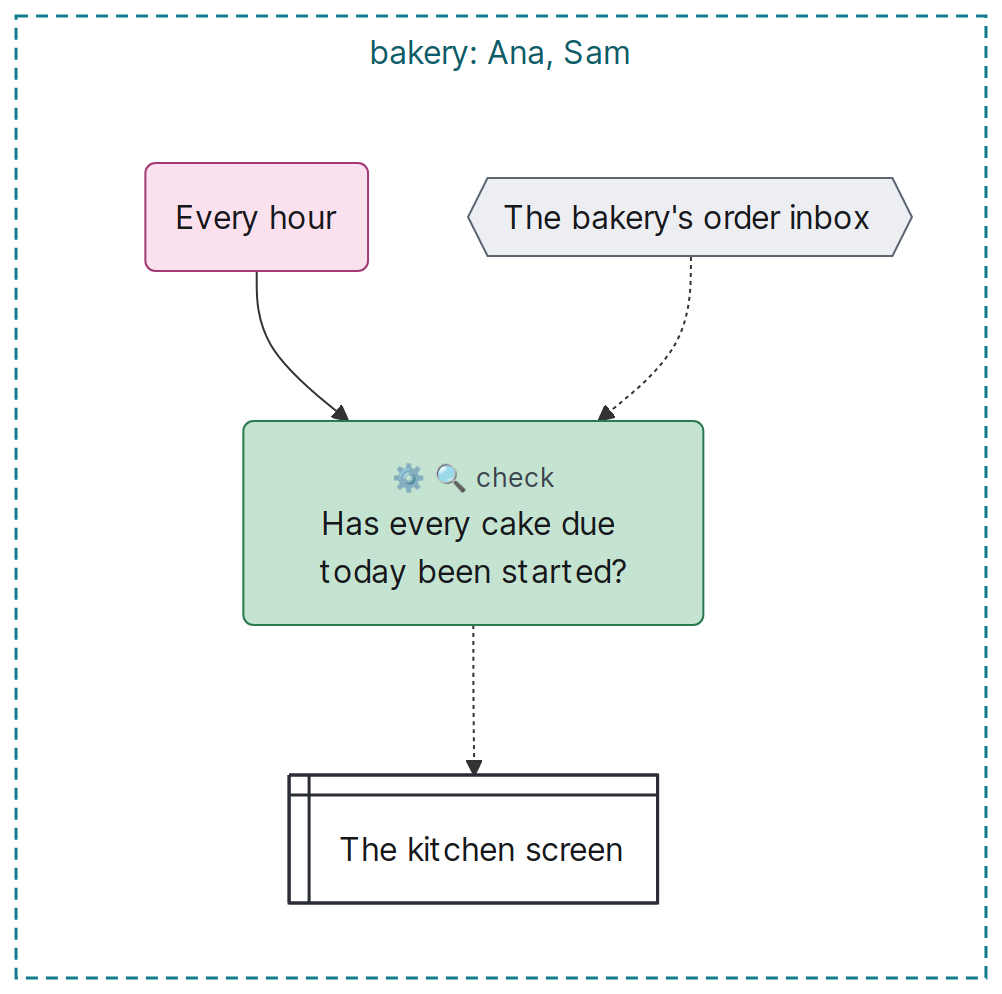 bakery: Ana, Sam
Every hour
The bakery's order inbox
⚙️ 🔍 check
Has every cake due
today been started?
The kitchen screen